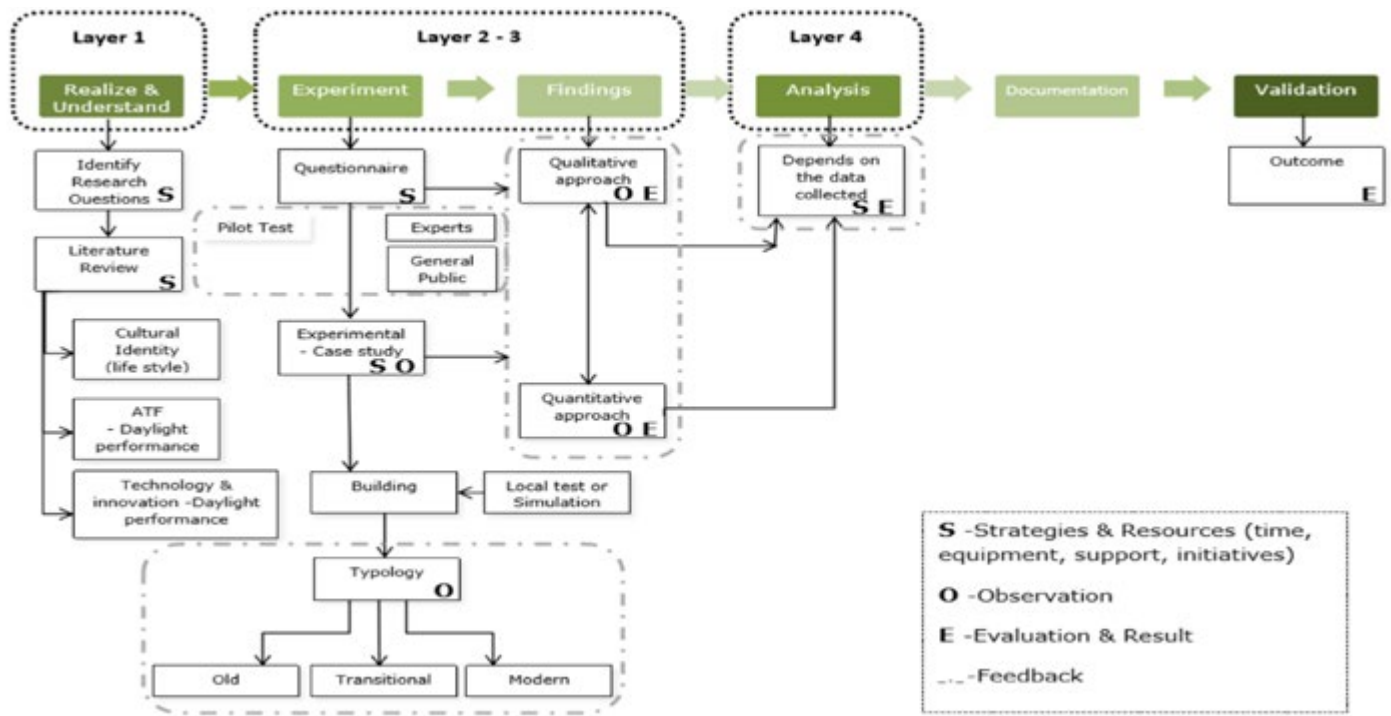 Layer 1
Layer 2 - 3
Layer 4
Realize &
Understand
Experiment
Findings
Analysis
Documentation
Validation
Identify
Research
Ouestions
S
Literature
Review
S
Cultural
Identity
(life style)
ATF
- Daylight
performance
Technology &
innovation -Daylight
performance
Questionnaire
S
Pilot Test
Experts
General
Public
Experimental
- Case study
S O
Building
Local test or
Simulation
Typology
O
Old
Transitional
Modern
Qualitative
approach
O E
Quantitative
approach
O E
Depends on
the data
collected
S E
Outcome
E
S -Strategies & Resources (time,
equipment, support, initiatives)
O -Observation
E -Evaluation & Result
_._-Feedback